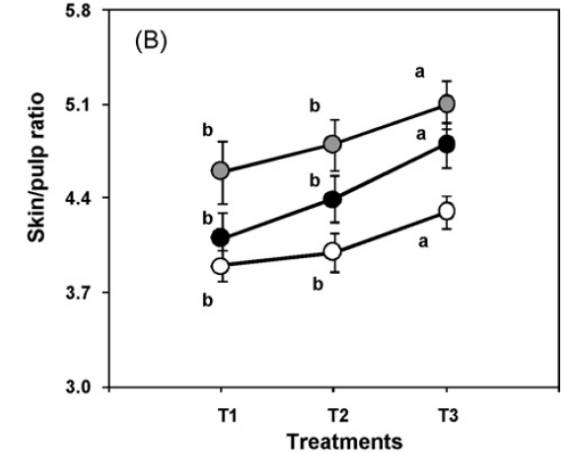 5.8
(B)
a
b
b
5.1
a
b
4.4
b
a
3.7
b
b
3.0
T1 T2 T3
Treatments
Skin/pulp ratio